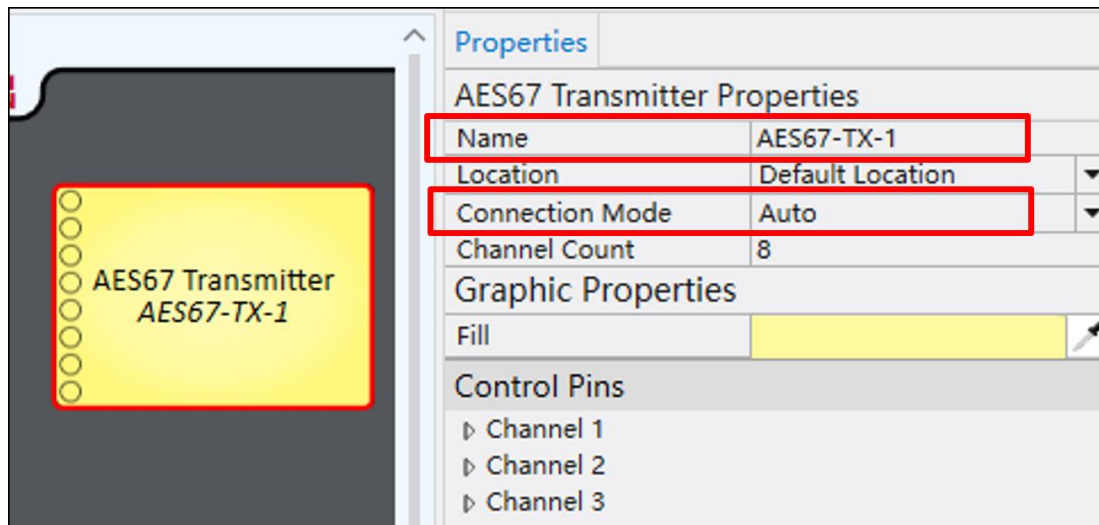 Properties
AES67 Transmitter Properties
Name AES67-TX-1
Location Default Location
Connection Mode Auto
Channel Count 8
Graphic Properties
Fill
Control Pins
Channel 1
Channel 2
Channel 3
AES67 Transmitter
AES67-TX-1